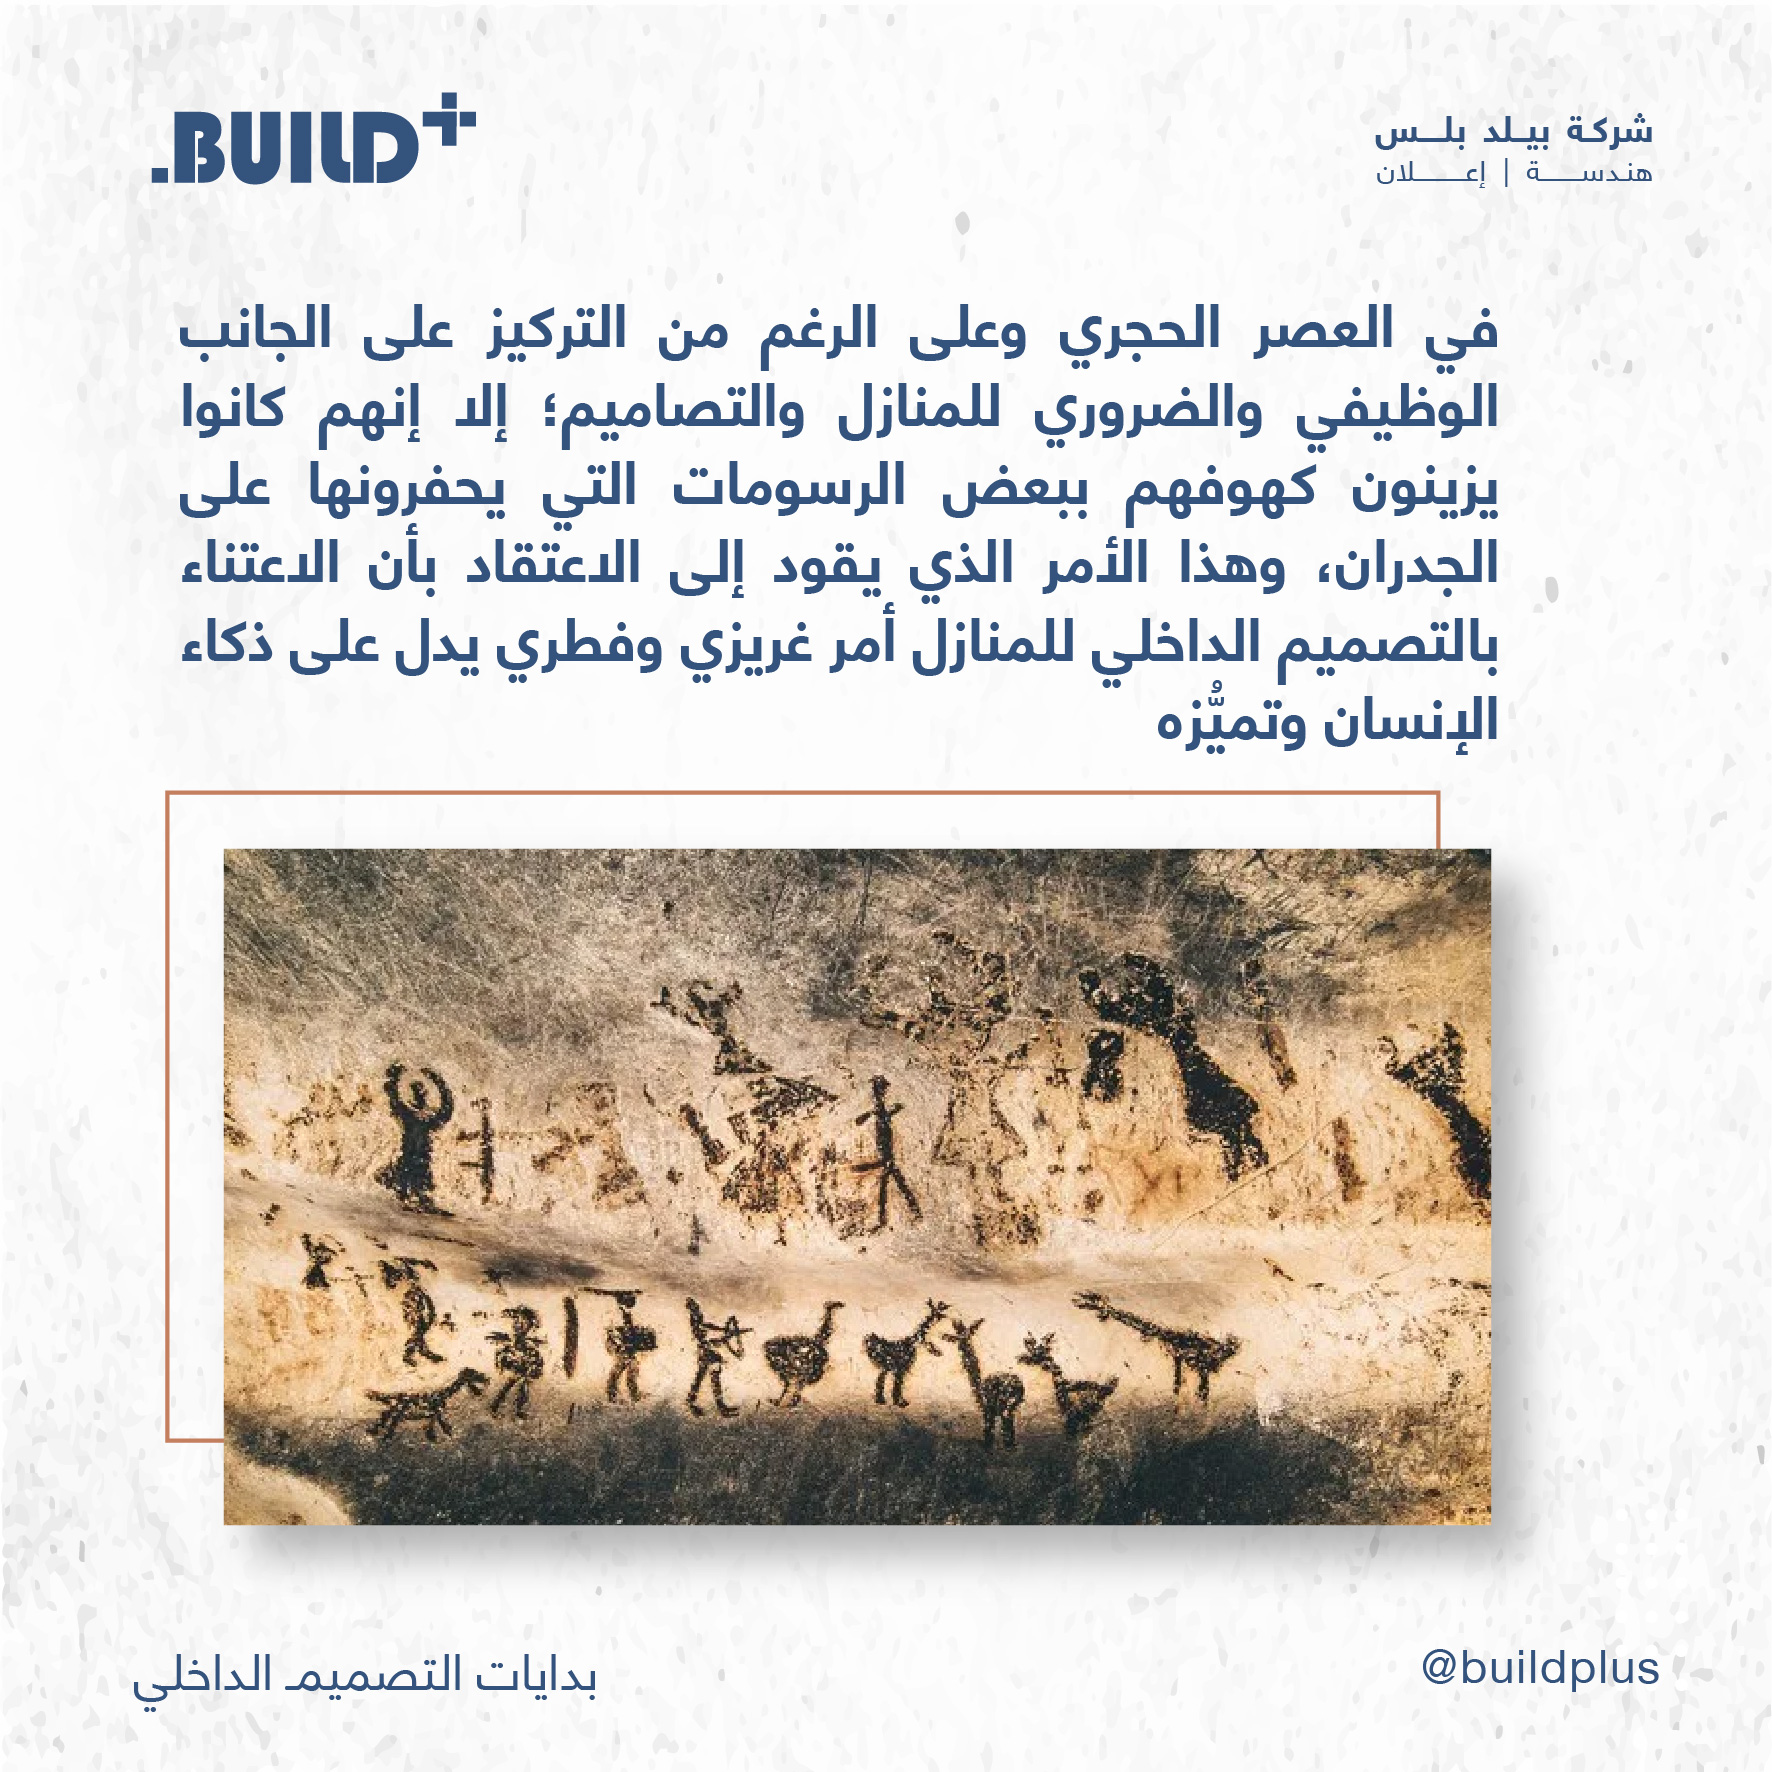 .BUILD+
شركة بيلد بلس
هندسة | إعلان
في العصر الحجري وعلى الرغم من التركيز على الجانب
الوظيفي والضروري للمنازل والتصاميم؛ إلا إنهم كانوا
يزينون كهوفهم ببعض الرسومات التي يحفرونها على
الجدران، وهذا الأمر الذي يقود إلى الاعتقاد بأن الاعتناء
بالتصميم الداخلي للمنازل أمر غريزي وفطري يدل على ذكاء
الإنسان وتميُّزه
بدايات التصميم الداخلي
@buildplus